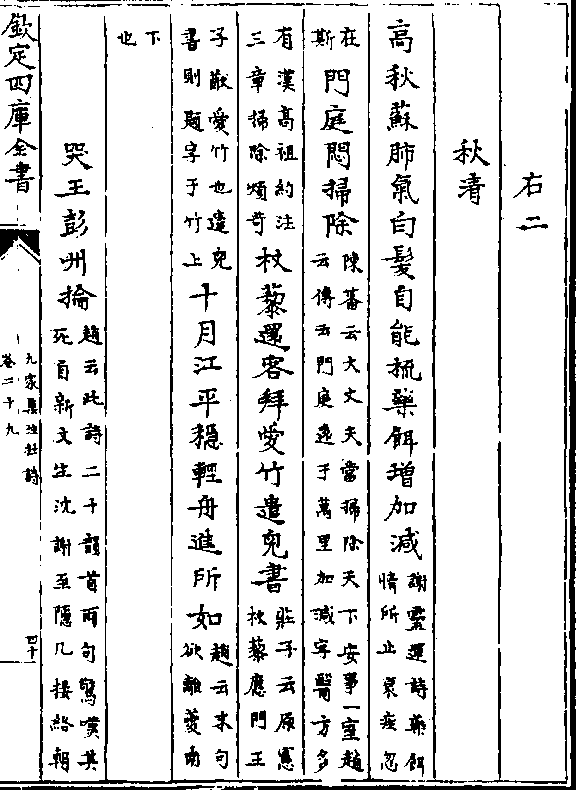 右二
秋清
高秋蘇肺氣白髮自能梳藥餌增加減
謝靈運詩藥餌
情所止衰疾忽
在
斯
門庭悶掃除
陳蕃云大丈夫當掃除天下安事一室趙
云傳云門庭遠于萬里加減字醫方多
有漢高祖約注
三章掃除煩苛
杖藜還客拜愛竹遣兒書
莊子云原憲
杖藜應門王
子猷愛竹也遣兒
書則題字于竹上
十月江平穩輕舟進所如
趙云末句
欲離夔南
下
也
哭王彭州掄
趙云此詩二十韻首兩句驚嘆其
死自新文生沈謝至隱几接終朝
欽定四庫全書
九家集注杜詩
卷二十九
四十